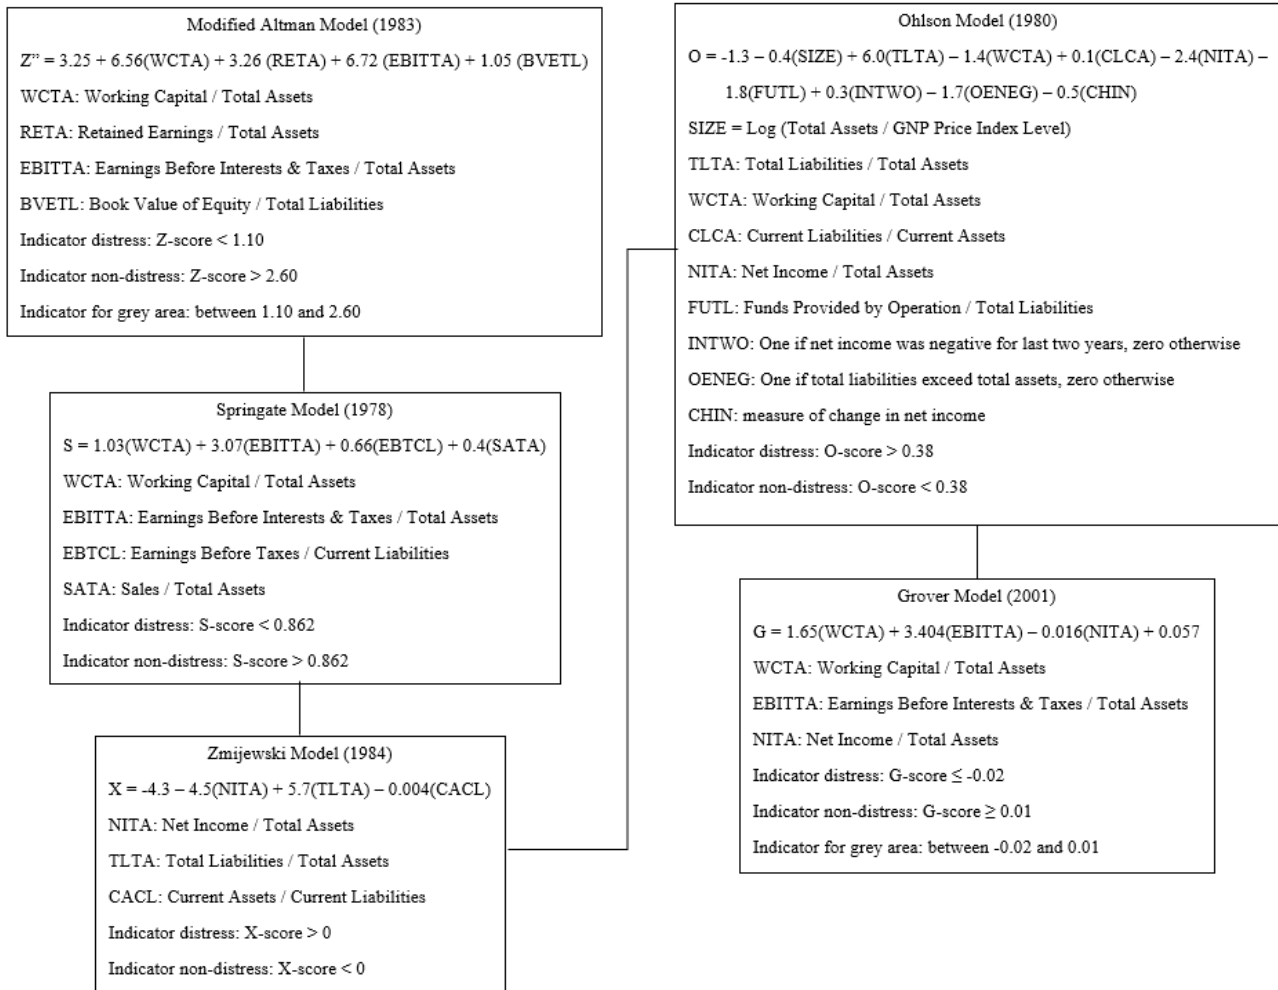 Modified Altman Model (1983)
Z” = 3.25 + 6.56(WCTA) + 3.26 (RETA) + 6.72 (EBITTA) + 1.05 (BVETL)
WCTA: Working Capital / Total Assets
RETA: Retained Earnings / Total Assets
EBITTA: Earnings Before Interests & Taxes / Total Assets
BVETL: Book Value of Equity / Total Liabilities
Indicator distress: Z-score < 1.10
Indicator non-distress: Z-score > 2.60
Indicator for grey area: between 1.10 and 2.60
Springate Model (1978)
S = 1.03(WCTA) + 3.07(EBITTA) + 0.66(EBTCL) + 0.4(SATA)
WCTA: Working Capital / Total Assets
EBITTA: Earnings Before Interests & Taxes / Total Assets
EBTCL: Earnings Before Taxes / Current Liabilities
SATA: Sales / Total Assets
Indicator distress: S-score < 0.862
Indicator non-distress: S-score > 0.862
Zmijewski Model (1984)
X = -4.3 – 4.5(NITA) + 5.7(TLTA) – 0.004(CACL)
NITA: Net Income / Total Assets
TLTA: Total Liabilities / Total Assets
CACL: Current Assets / Current Liabilities
Indicator distress: X-score > 0
Indicator non-distress: X-score < 0
Ohlson Model (1980)
O = -1.3 – 0.4(SIZE) + 6.0(TLTA) – 1.4(WCTA) + 0.1(CLCA) – 2.4(NITA) –
1.8(FUTL) + 0.3(INTWO) – 1.7(OENEG) – 0.5(CHIN)
SIZE = Log (Total Assets / GNP Price Index Level)
TLTA: Total Liabilities / Total Assets
WCTA: Working Capital / Total Assets
CLCA: Current Liabilities / Current Assets
NITA: Net Income / Total Assets
FUTL: Funds Provided by Operation / Total Liabilities
INTWO: One if net income was negative for last two years, zero otherwise
OENEG: One if total liabilities exceed total assets, zero otherwise
CHIN: measure of change in net income
Indicator distress: O-score > 0.38
Indicator non-distress: O-score < 0.38
Grover Model (2001)
G = 1.65(WCTA) + 3.404(EBITTA) – 0.016(NITA) + 0.057
WCTA: Working Capital / Total Assets
EBITTA: Earnings Before Interests & Taxes / Total Assets
NITA: Net Income / Total Assets
Indicator distress: G-score ≤ -0.02
Indicator non-distress: G-score ≥ 0.01
Indicator for grey area: between -0.02 and 0.01